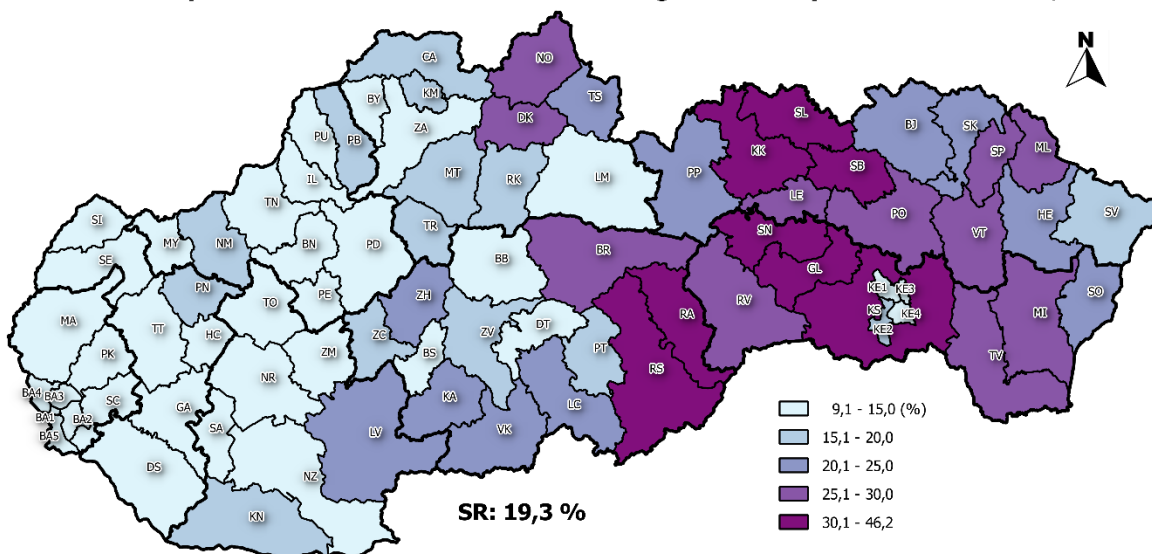 N
CA
NO
BY
KM
TS
PU
PB
ZA
DK
SL
BJ
SK
SP
ML
KK
SB
IL
MT
RK
LM
PP
LE
PO
HE
SV
TN
SI
MY
NM
BN
PD
TR
SN
VT
SE
BB
BR
GL
PN
TO
PE
ZH
RV
KE1
KE3
SO
MA
TT
HC
ZC
ZV
DT
RA
KS
KE4
MI
KE2
PK
ZM
BS
PT
TV
NR
RS
BA4
BA3
SC
GA
KA
LC
BA1
BA2
SA
LV
VK
BA5
DS
NZ
KN
SR: 19,3 %
9,1 - 15,0 (%)
15,1 - 20,0
20,1 - 25,0
25,1 - 30,0
30,1 - 46,2